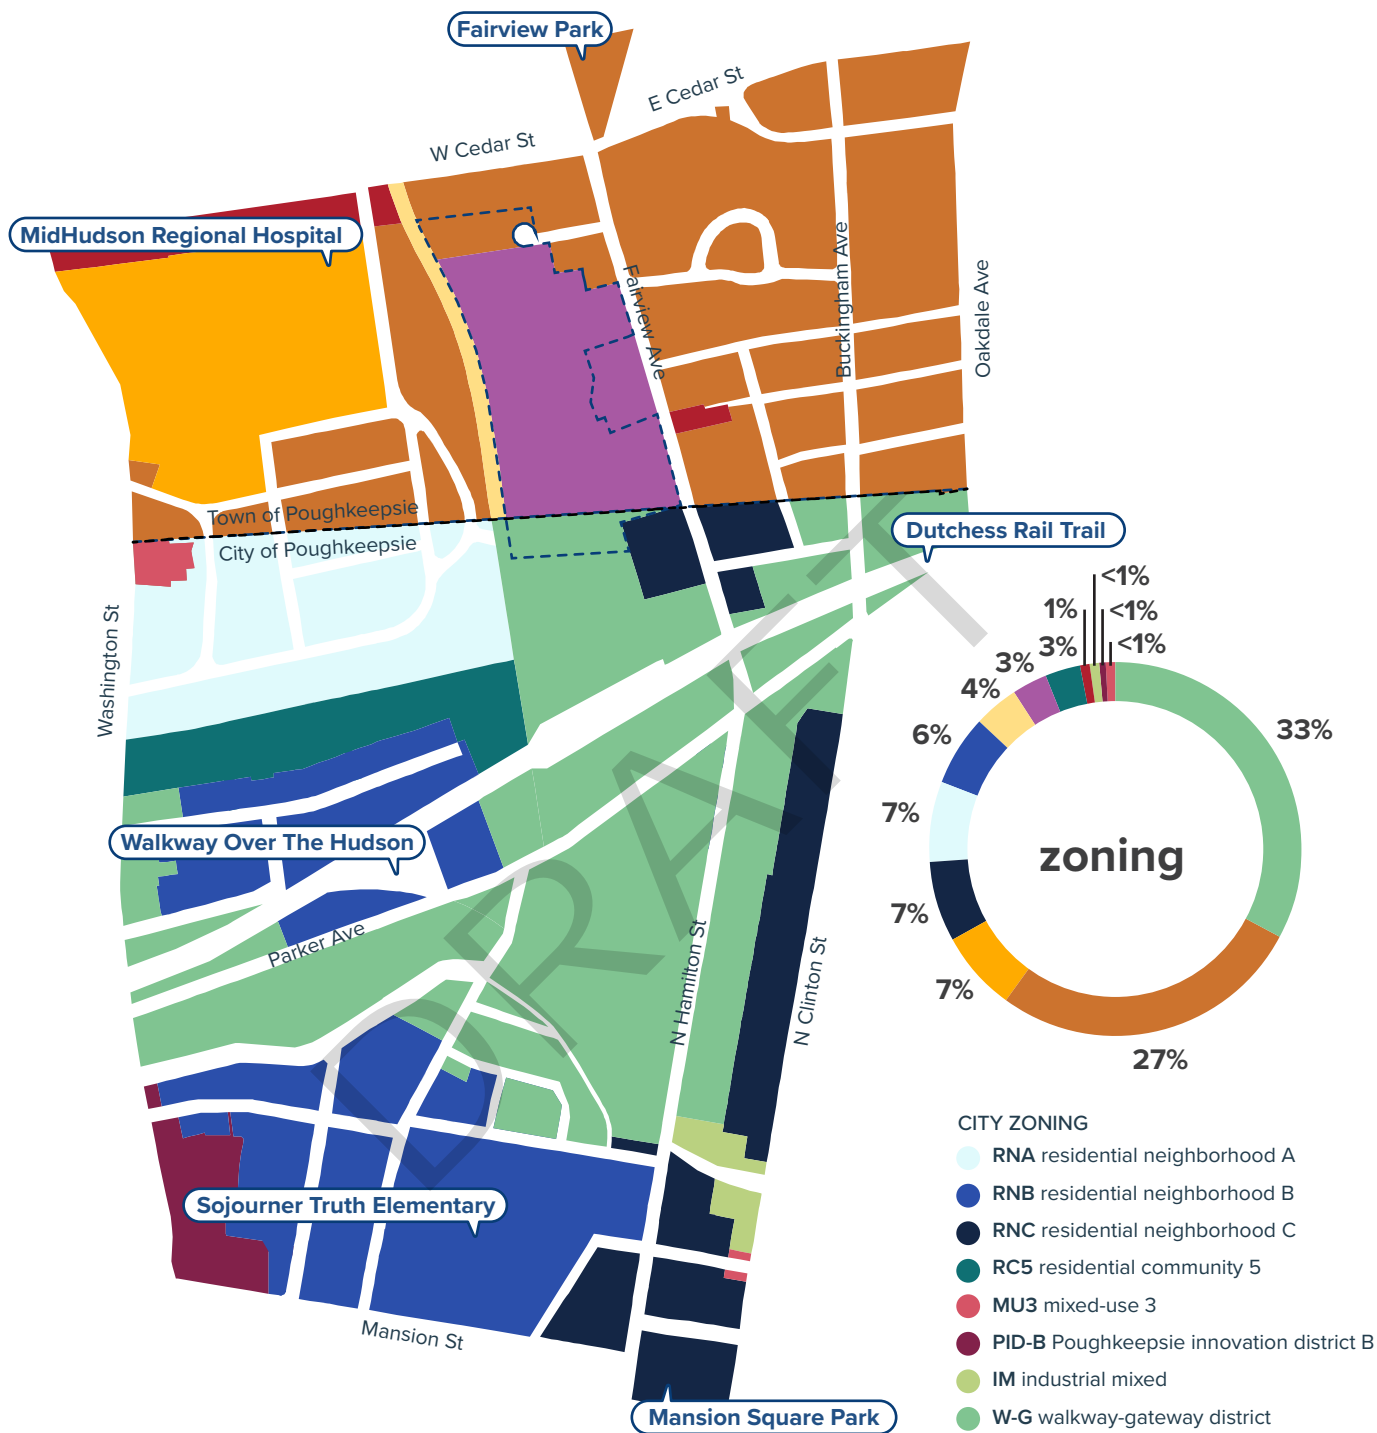 Fairview Park
E Cedar St
W Cedar St
MidHudson Regional Hospital
Fairview Ave
Buckingham Ave
Oakdale Ave
Town of Poughkeepsie
City of Poughkeepsie
Dutchess Rail Trail
Washington St
Walkway Over The Hudson
Parker Ave
N Hamilton St
N Clinton St
Sojourner Truth Elementary
Mansion St
Mansion Square Park
DRAFT
<1%
1%
<1%
3%
<1%
3%
4%
6%
33%
7%
zoning
7%
7%
27%
CITY ZONING
RNA residential neighborhood A
RNB residential neighborhood B
RNC residential neighborhood C
RC5 residential community 5
MU3 mixed-use 3
PID-B Poughkeepsie innovation district B
IM industrial mixed
W-G walkway-gateway district